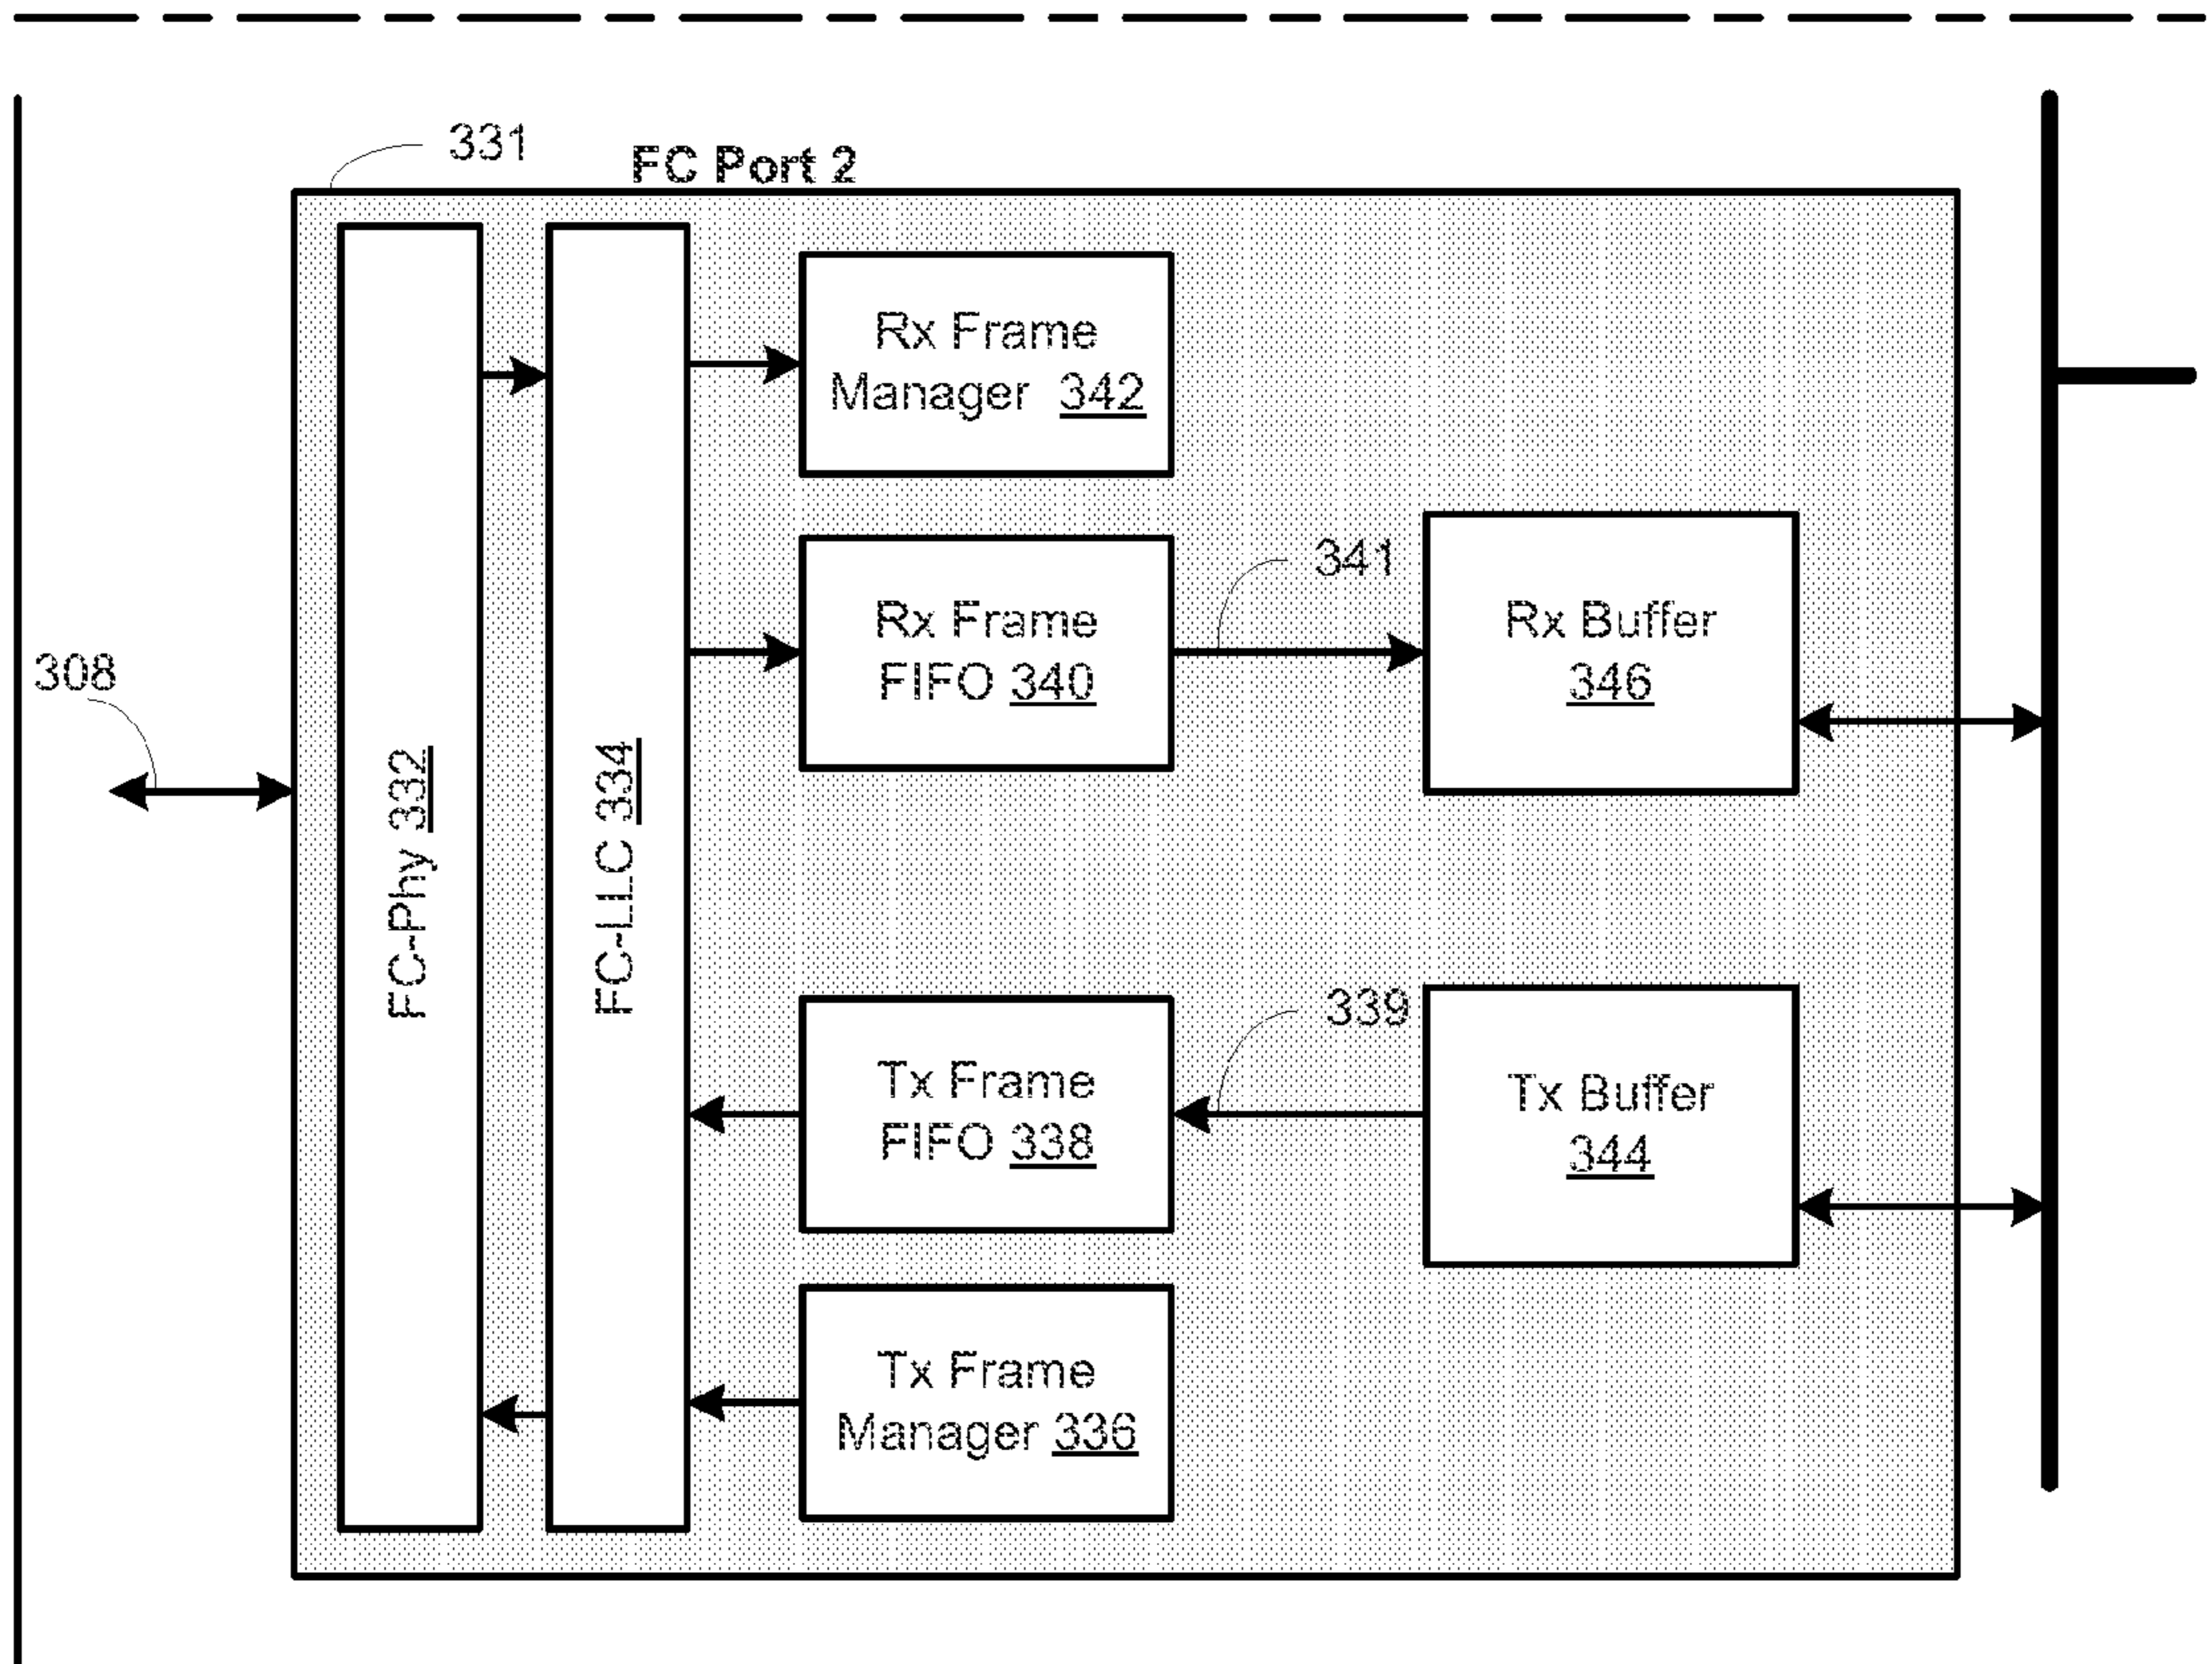 331
FC Port 2
Rx Frame
Manager 342
341
Rx Frame
FIFO 340
Rx Buffer
346
308
FC-Phy 332
FC-LLC 334
339
Tx Frame
FIFO 338
Tx Buffer
344
Tx Frame
Manager 336